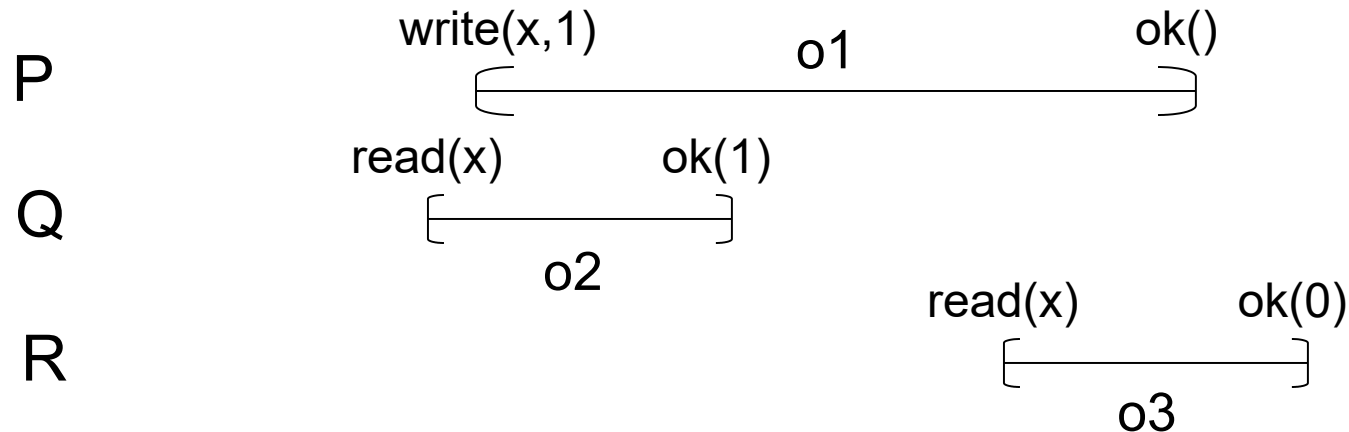 write(x,1) o1 ok()
P
read(x) ok(1)
Q
o2
read(x) ok(0)
R
o3